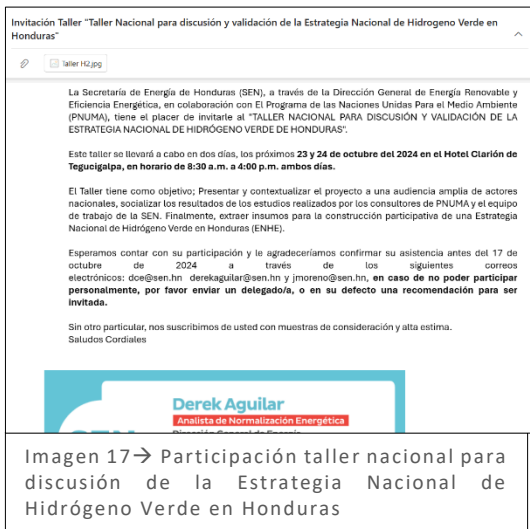 Invitación Taller "Taller Nacional para discusión y validación de la Estrategia Nacional de Hidrogeno Verde en
Honduras"
Taller H2.jpg
La Secretaría de Energía de Honduras (SEN), a través de la Dirección General de Energía Renovable y
Eficiencia Energética, en colaboración con El Programa de las Naciones Unidas Para el Medio Ambiente
(PNUMA), tiene el placer de invitarle al "TALLER NACIONAL PARA DISCUSIÓN Y VALIDACIÓN DE LA
ESTRATEGIA NACIONAL DE HIDRÓGENO VERDE DE HONDURAS".
Este taller se llevará a cabo en dos días, los próximos 23 y 24 de octubre del 2024 en el Hotel Clarión de
Tegucigalpa, en horario de 8:30 a.m. a 4:00 p.m. ambos días.
El Taller tiene como objetivo; Presentar y contextualizar el proyecto a una audiencia amplia de actores
nacionales, socializar los resultados de los estudios realizados por los consultores de PNUMA y el equipo
de trabajo de la SEN. Finalmente, extraer insumos para la construcción participativa de una Estrategia
Nacional de Hidrógeno Verde en Honduras (ENHE).
Esperamos contar con su participación y le agradeceríamos confirmar su asistencia antes del 17 de
octubre de 2024 a través de los siguientes correos
electrónicos: dce@sen.hn derekaguilar@sen.hn y jmoreno@sen.hn, en caso de no poder participar
personalmente, por favor enviar un delegado/a, o en su defecto una recomendación para ser
invitada.
Sin otro particular, nos suscribimos de usted con muestras de consideración y alta estima.
Saludos Cordiales
Derek Aguilar
Analista de Normalización Energética
Imagen 17→ Participación taller nacional para
discusión de la Estrategia Nacional de
Hidrógeno Verde en Honduras